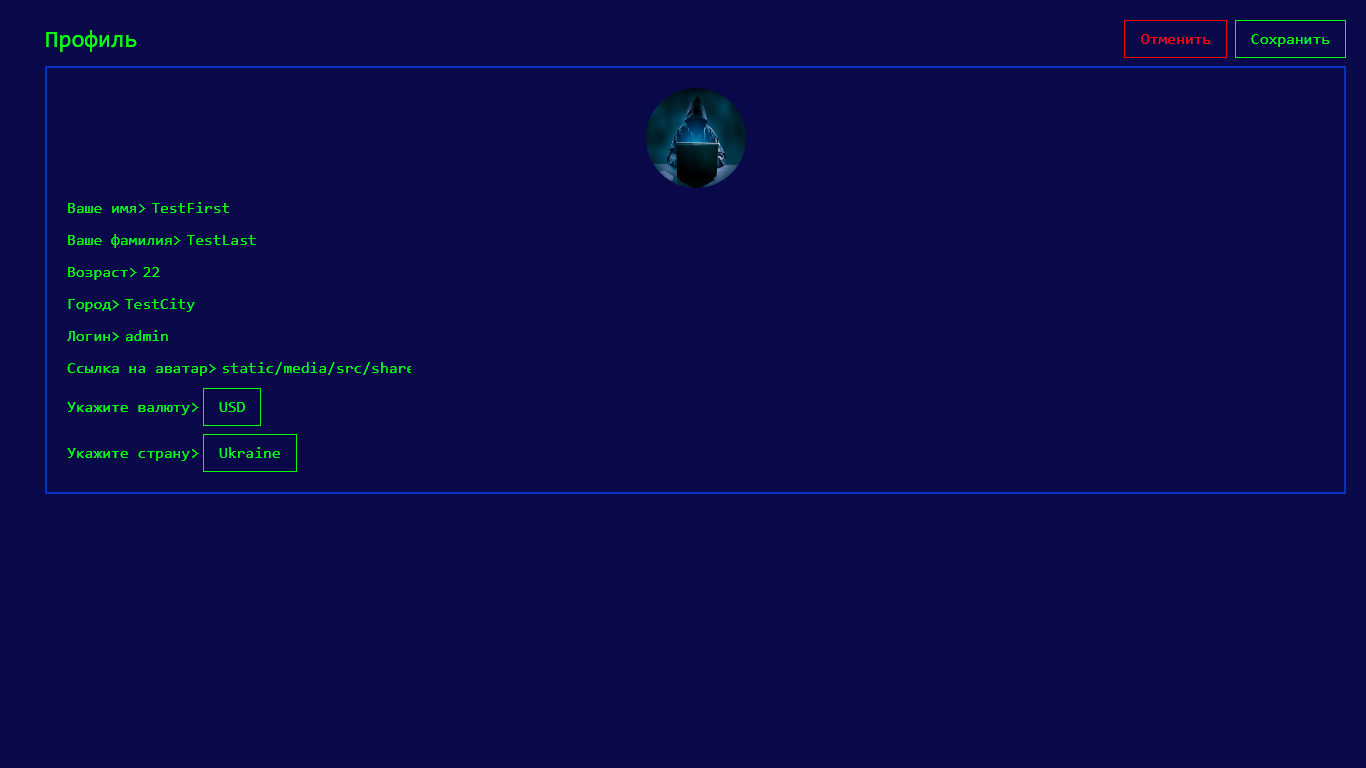 Профиль
Отменить
Сохранить
Ваше имя> TestFirst
Ваше фамилия> TestLast
Возраст> 22
Город> TestCity
Логин> admin
Ссылка на аватар> static/media/src/share
Укажите валюту> USD
Укажите страну> Ukraine